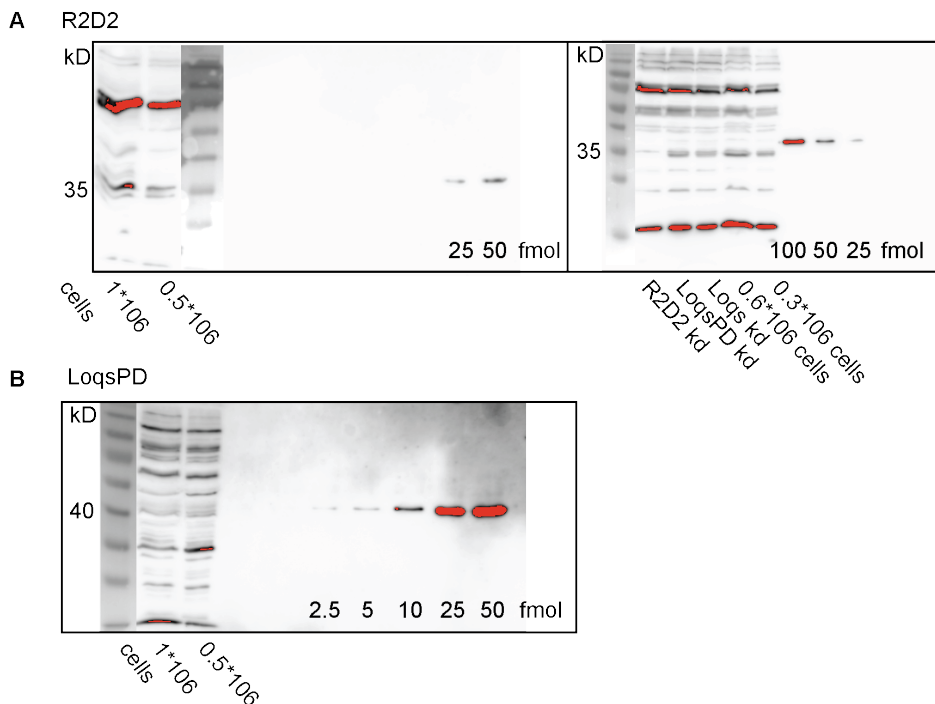 A R2D2
kD
35
25 50 fmol
cells
1*106
0.5*106
kD
35
100 50 25 fmol
R2D2 kd
LoqsPD kd
Loqs kd
0.6*106 cells
0.3*106 cells
B LoqsPD
kD
40
2.5 5 10 25 50 fmol
cells
1*106
0.5*106